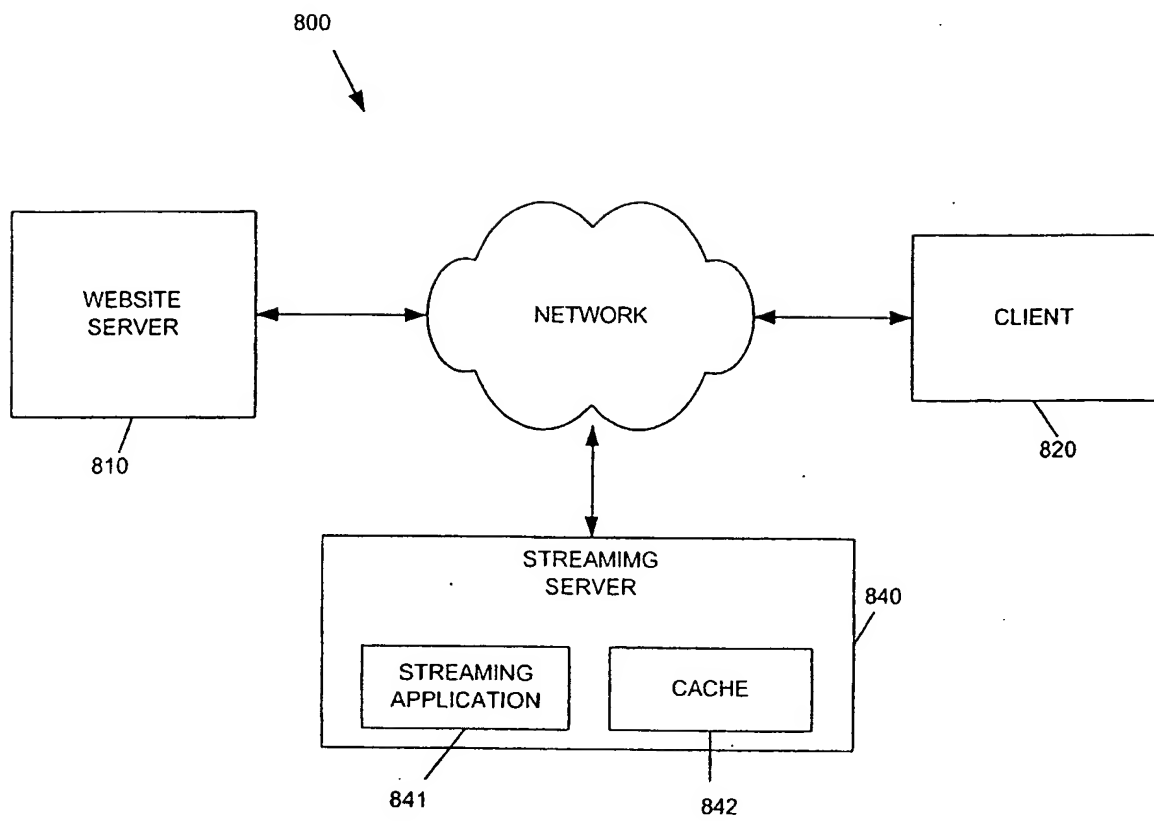 800
WEBSITE
SERVER
NETWORK
CLIENT
810
820
STREAMIMG
SERVER
840
STREAMING
APPLICATION
CACHE
841
842